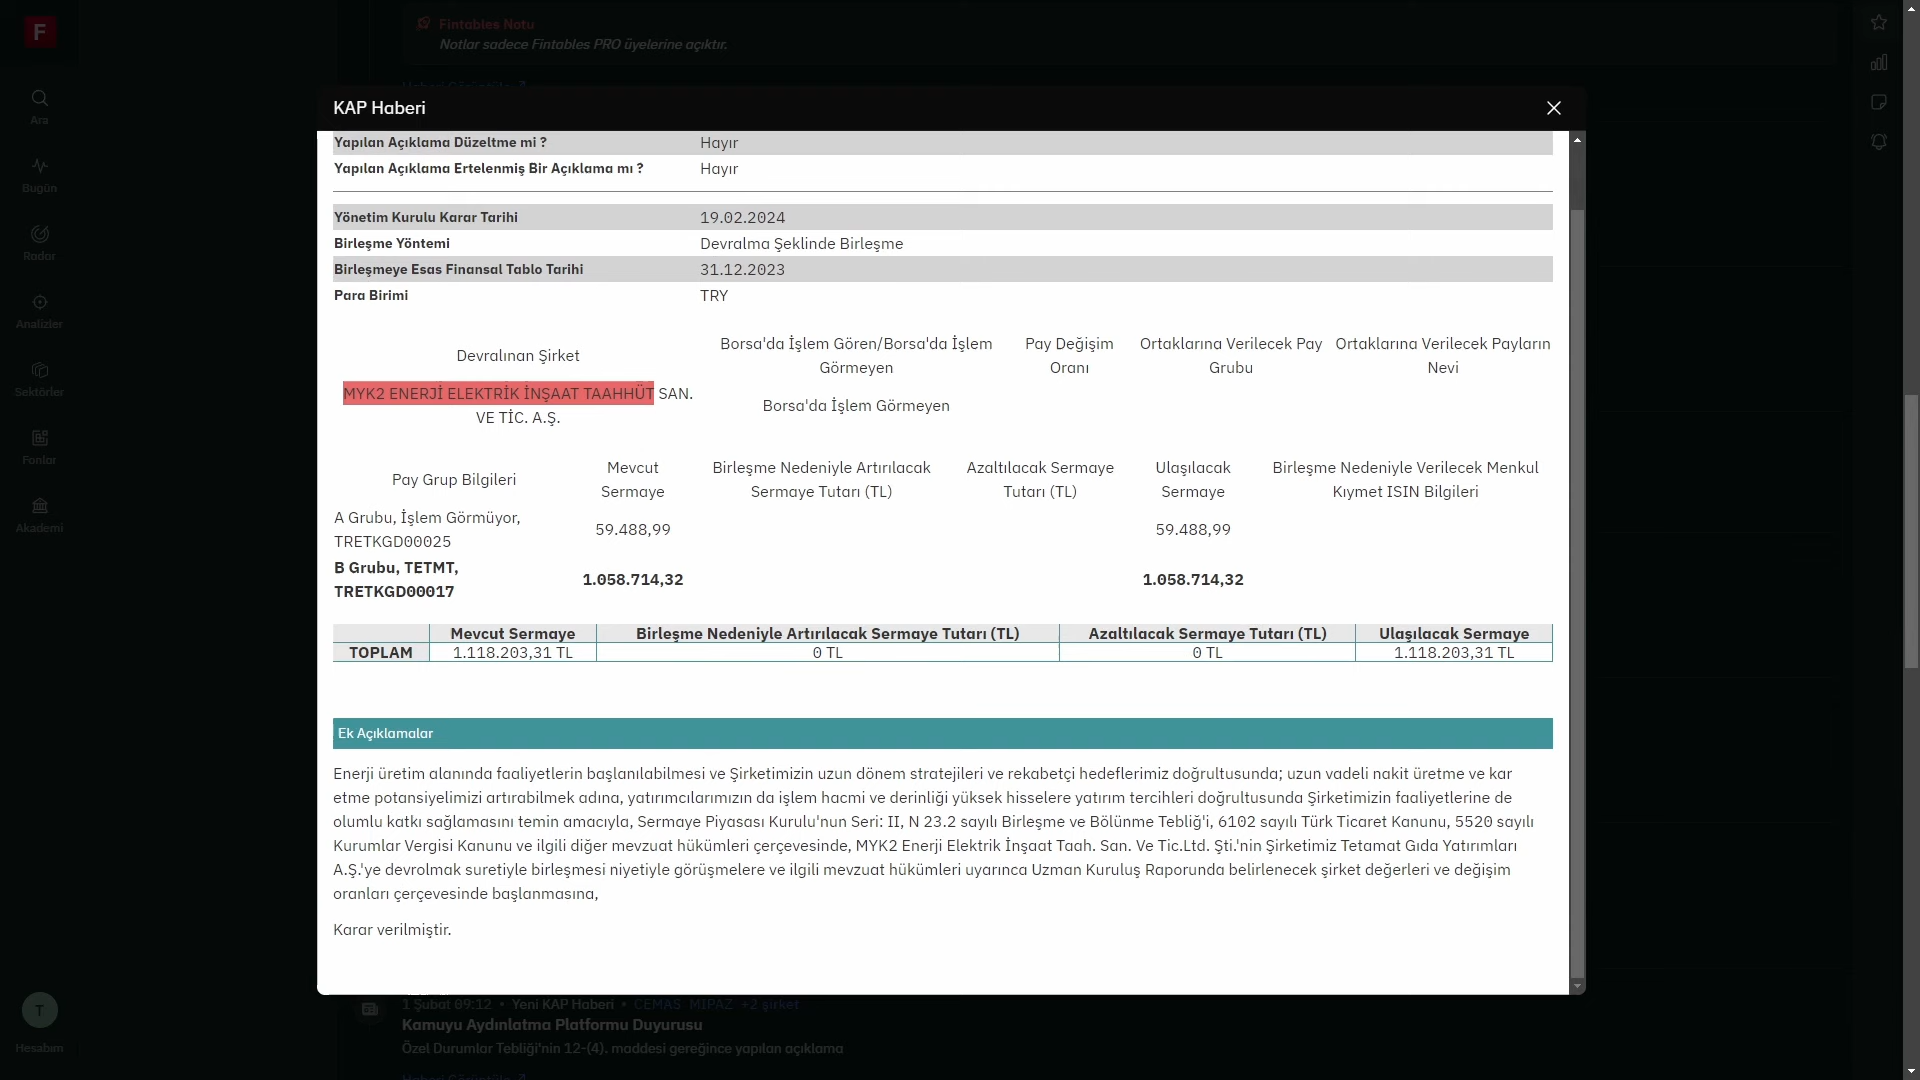 F
Fintables Notu
Notlar sadece Fintables PRO üyelerine açıktır.
KAP Haberi
Ara
Bugün
Radar
Analizler
Sektörler
Fonlar
Akademi
Yapılan Açıklama Düzeltme mi ? Hayır
Yapılan Açıklama Ertelenmiş Bir Açıklama mı ? Hayır
Yönetim Kurulu Karar Tarihi 19.02.2024
Birleşme Yöntemi Devralma Şeklinde Birleşme
Birleşmeye Esas Finansal Tablo Tarihi 31.12.2023
Para Birimi TRY
Devralınan Şirket
Borsa'da İşlem Gören/Borsa'da İşlem
Görmeyen
Pay Değişim
Oranı
Ortaklarına Verilecek Pay
Grubu
Ortaklarına Verilecek Payların
Nevi
MYK2 ENERJİ ELEKTRİK İNŞAAT TAAHHÜT SAN.
VE TİC. A.Ş.
Borsa'da İşlem Görmeyen
Pay Grup Bilgileri
Mevcut
Sermaye
Birleşme Nedeniyle Artırılacak
Sermaye Tutarı (TL)
Azaltılacak Sermaye
Tutarı (TL)
Ulaşılacak
Sermaye
Birleşme Nedeniyle Verilecek Menkul
Kıymet ISIN Bilgileri
A Grubu, İşlem Görmüyor,
TRETKGD00025
59.488,99 59.488,99
B Grubu, TETMT,
TRETKGD00017
1.058.714,32 1.058.714,32
Mevcut Sermaye Birleşme Nedeniyle Artırılacak Sermaye Tutarı (TL) Azaltılacak Sermaye Tutarı (TL) Ulaşılacak Sermaye
TOPLAM 1.118.203,31 TL 0 TL 0 TL 1.118.203,31 TL
Ek Açıklamalar
Enerji üretim alanında faaliyetlerin başlanılabilmesi ve Şirketimizin uzun dönem stratejileri ve rekabetçi hedeflerimiz doğrultusunda; uzun vadeli nakit üretme ve kar
etme potansiyelimizi artırabilmek adına, yatırımcılarımızın da işlem hacmi ve derinliği yüksek hisselere yatırım tercihleri doğrultusunda Şirketimizin faaliyetlerine de
olumlu katkı sağlamasını temin amacıyla, Sermaye Piyasası Kurulu'nun Seri: II, N 23.2 sayılı Birleşme ve Bölünme Tebliğ'i, 6102 sayılı Türk Ticaret Kanunu, 5520 sayılı
Kurumlar Vergisi Kanunu ve ilgili diğer mevzuat hükümleri çerçevesinde, MYK2 Enerji Elektrik İnşaat Taah. San. Ve Tic.Ltd. Şti.'nin Şirketimiz Tetamat Gıda Yatırımları
A.Ş.'ye devrolmak suretiyle birleşmesi niyetiyle görüşmelere ve ilgili mevzuat hükümleri uyarınca Uzman Kuruluş Raporunda belirlenecek şirket değerleri ve değişim
oranları çerçevesinde başlanmasına,
Karar verilmiştir.
1 Şubat 09:12 • Yeni KAP Haberi • CEMAS MIPAZ +2 şirket
Kamuyu Aydınlatma Platformu Duyurusu
Özel Durumlar Tebliği'nin 12-(4). maddesi gereğince yapılan açıklama
T
Hesabım